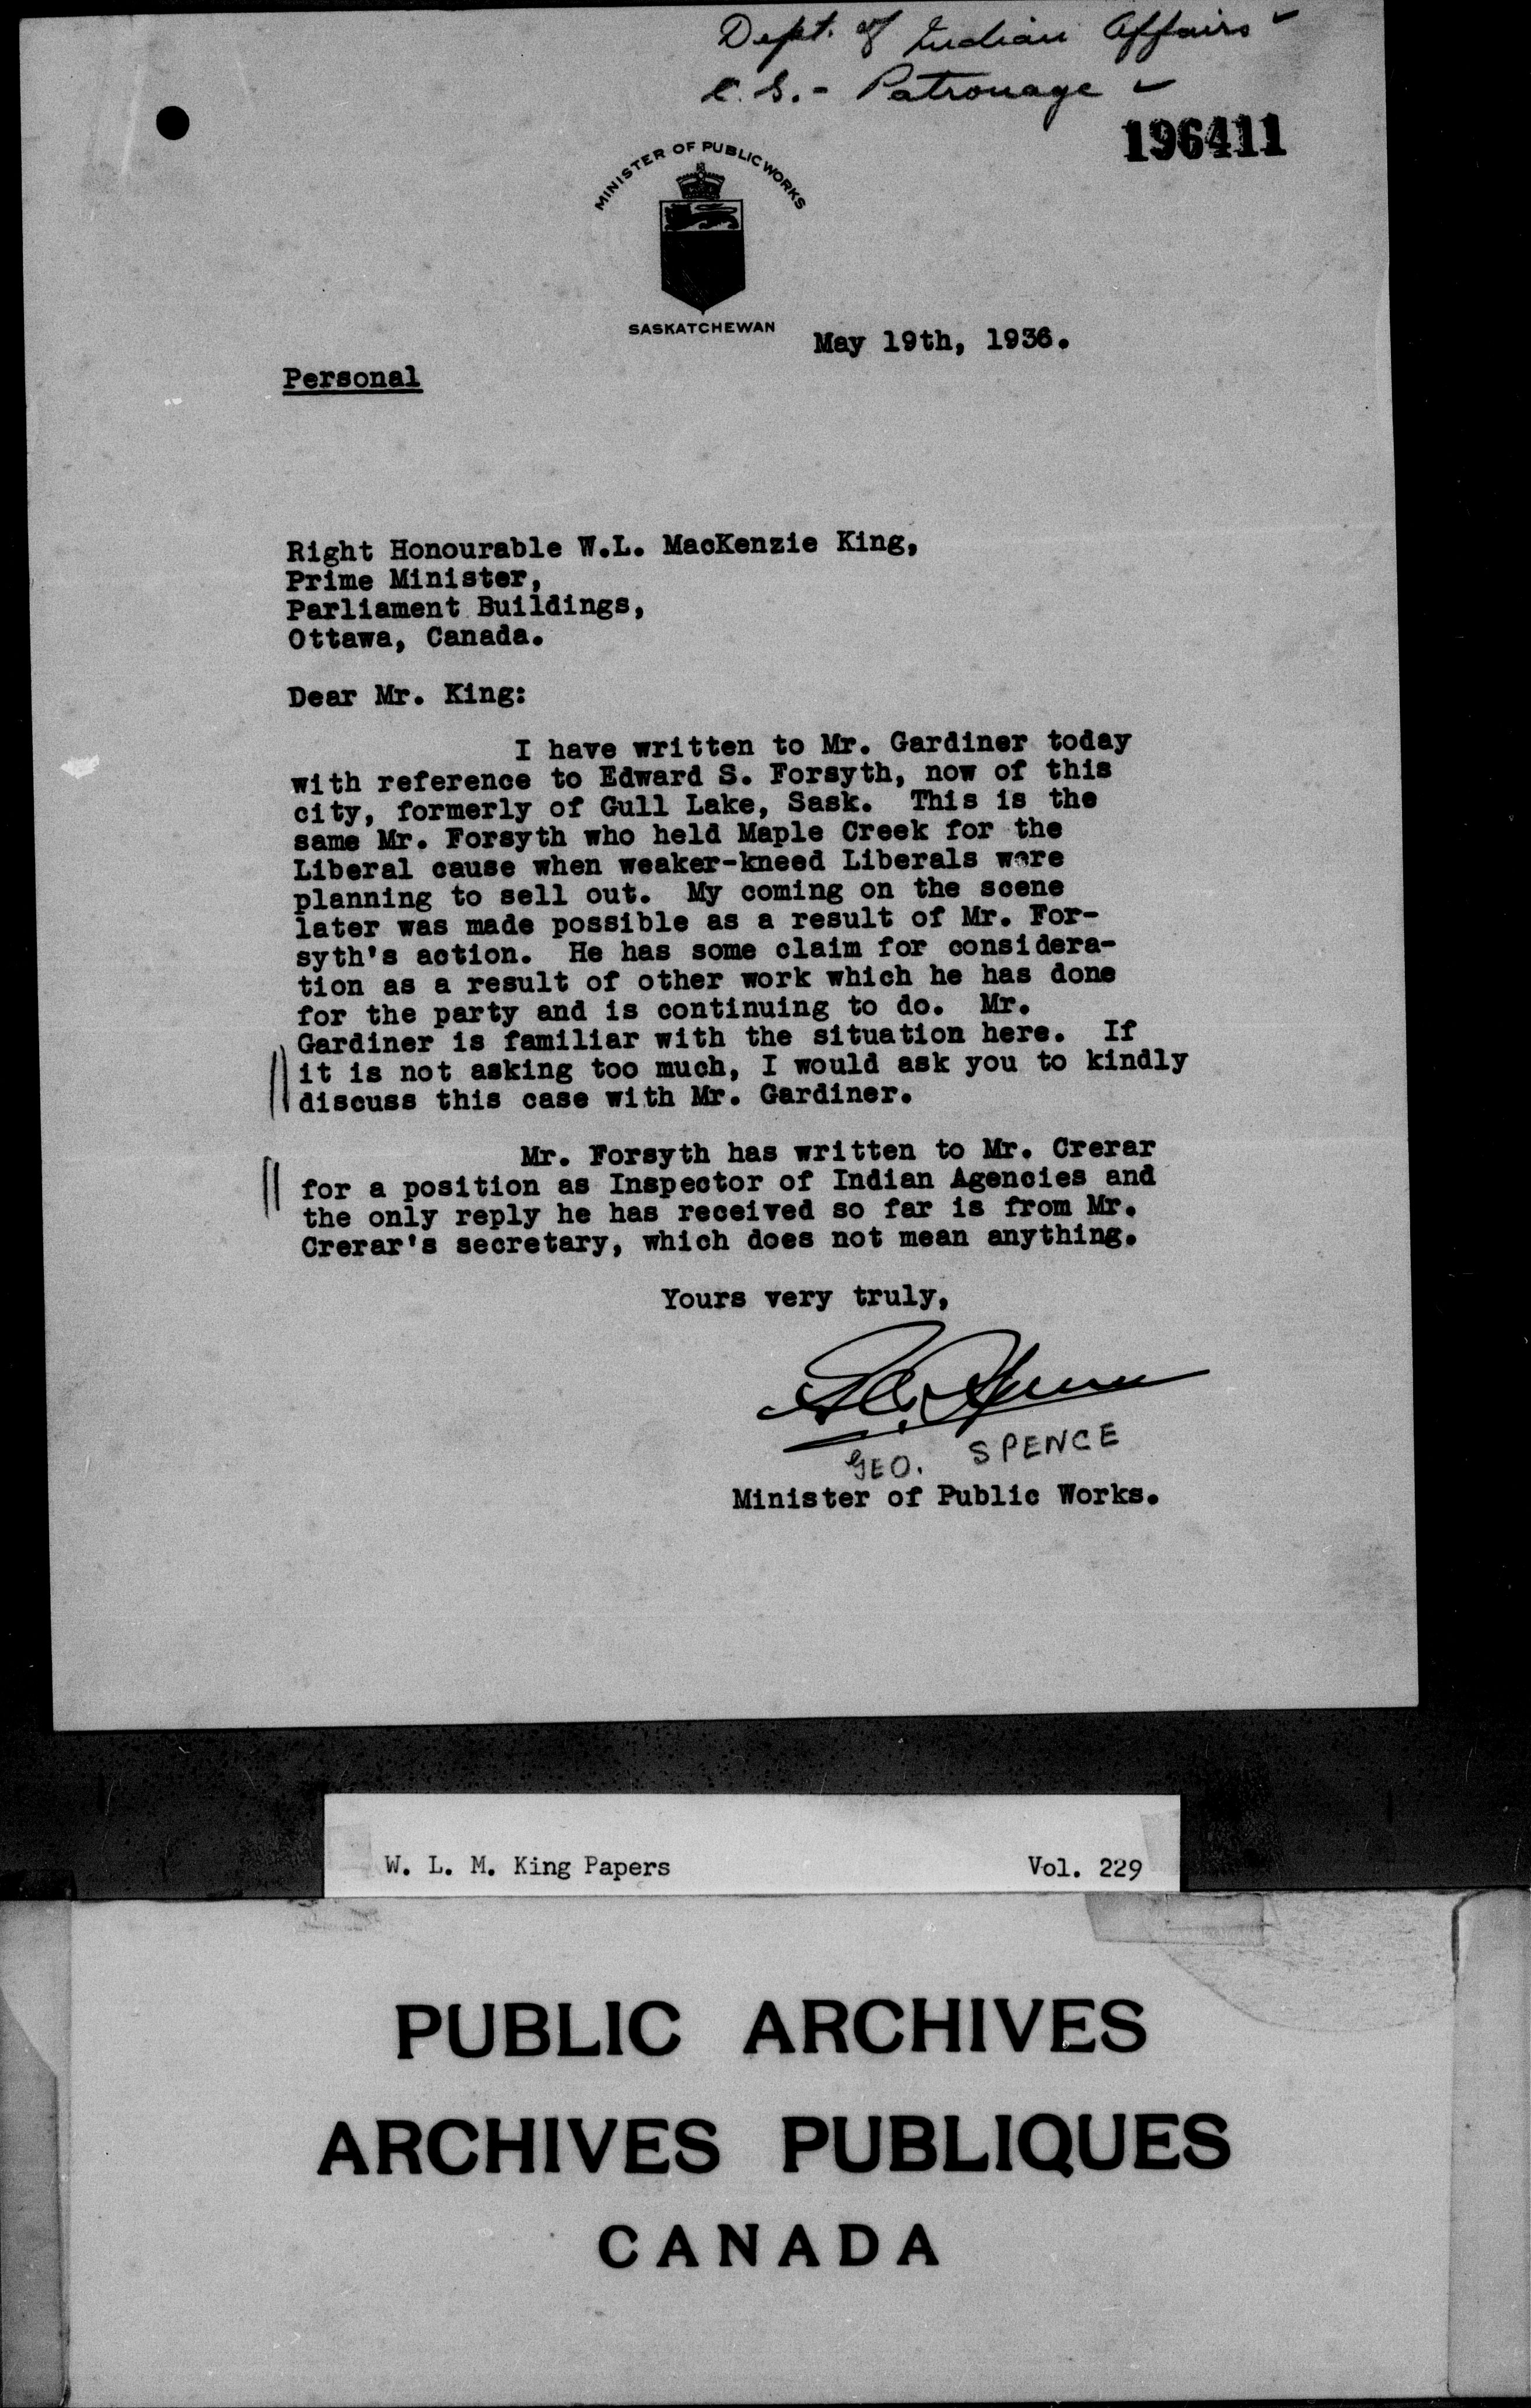 Dept. of Indian Affairs
C.S. - Patronage
196411
MINISTER OF PUBLIC WORKS
SASKATCHEWAN
May 19th, 1936.
Personal
Right Honourable W.L. MacKenzie King,
Prime Minister,
Parliament Buildings,
Ottawa, Canada.
Dear Mr. King:
I have written to Mr. Gardiner today
with reference to Edward S. Forsyth, now of this
city, formerly of Gull Lake, Sask. This is the
same Mr. Forsyth who held Maple Creek for the
Liberal cause when weaker-kneed Liberals were
planning to sell out. My coming on the scene
later was made possible as a result of Mr. For-
syth's action. He has some claim for considera-
tion as a result of other work which he has done
for the party and is continuing to do. Mr.
Gardiner is familiar with the situation here. If
it is not asking too much, I would ask you to kindly
discuss this case with Mr. Gardiner.
Mr. Forsyth has written to Mr. Crerar
for a position as Inspector of Indian Agencies and
the only reply he has received so far is from Mr.
Crerar's secretary, which does not mean anything.
Yours very truly,
Geo. Spence
GEO. SPENCE
Minister of Public Works.
W. L. M. King Papers Vol. 229
PUBLIC ARCHIVES
ARCHIVES PUBLIQUES
CANADA